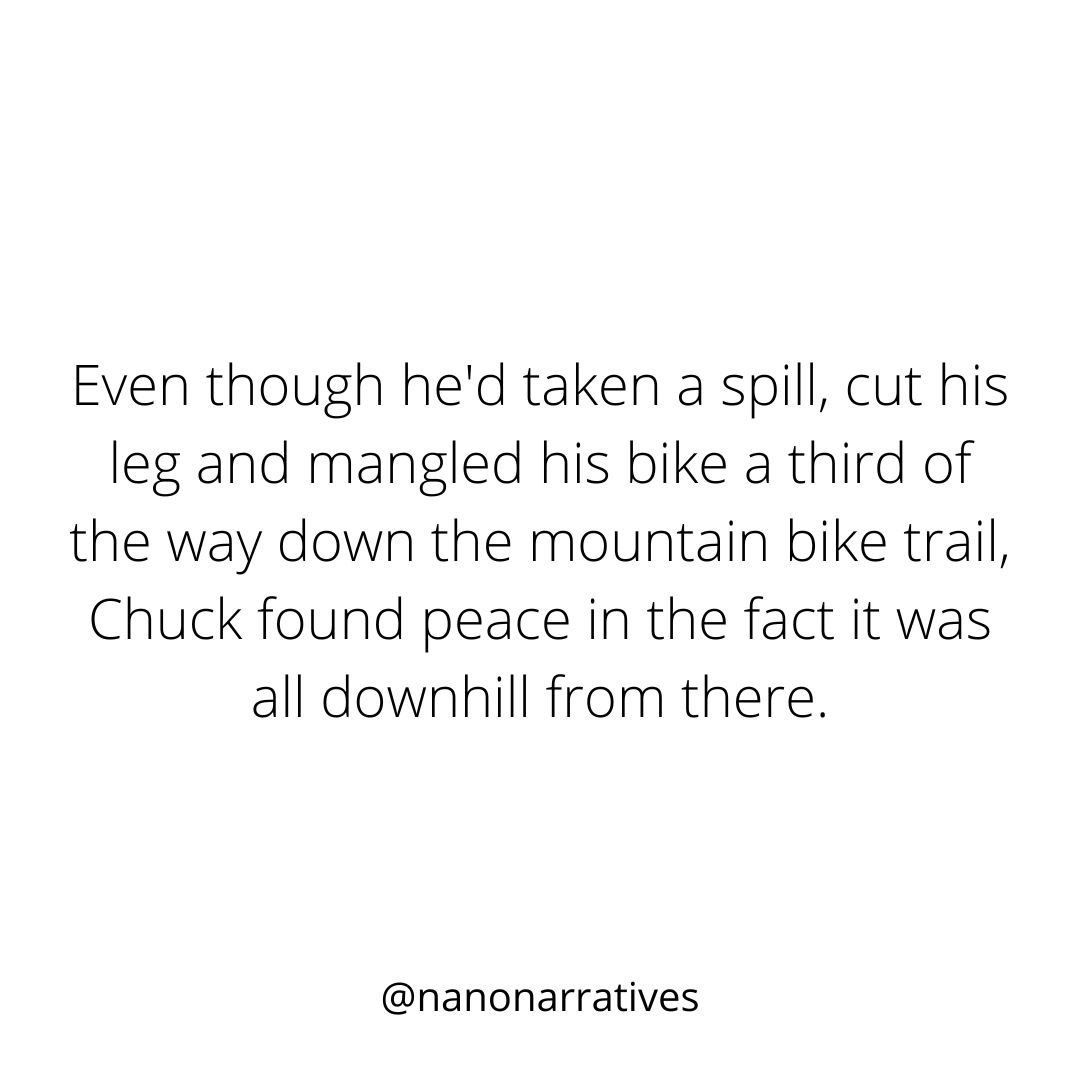 Even though he'd taken a spill, cut his
leg and mangled his bike a third of
the way down the mountain bike trail,
Chuck found peace in the fact it was
all downhill from there.
@nanonarratives